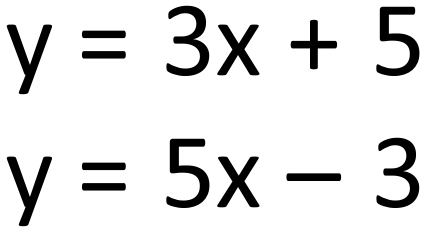 y = 3x + 5
y = 5x – 3